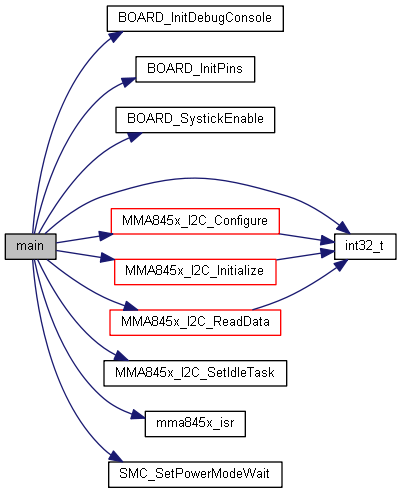 BOARD_InitDebugConsole
BOARD_InitPins
BOARD_SystickEnable
MMA845x_I2C_Configure
main
int32_t
MMA845x_I2C_Initialize
MMA845x_I2C_ReadData
MMA845x_I2C_SetIdleTask
mma845x_isr
SMC_SetPowerModeWait